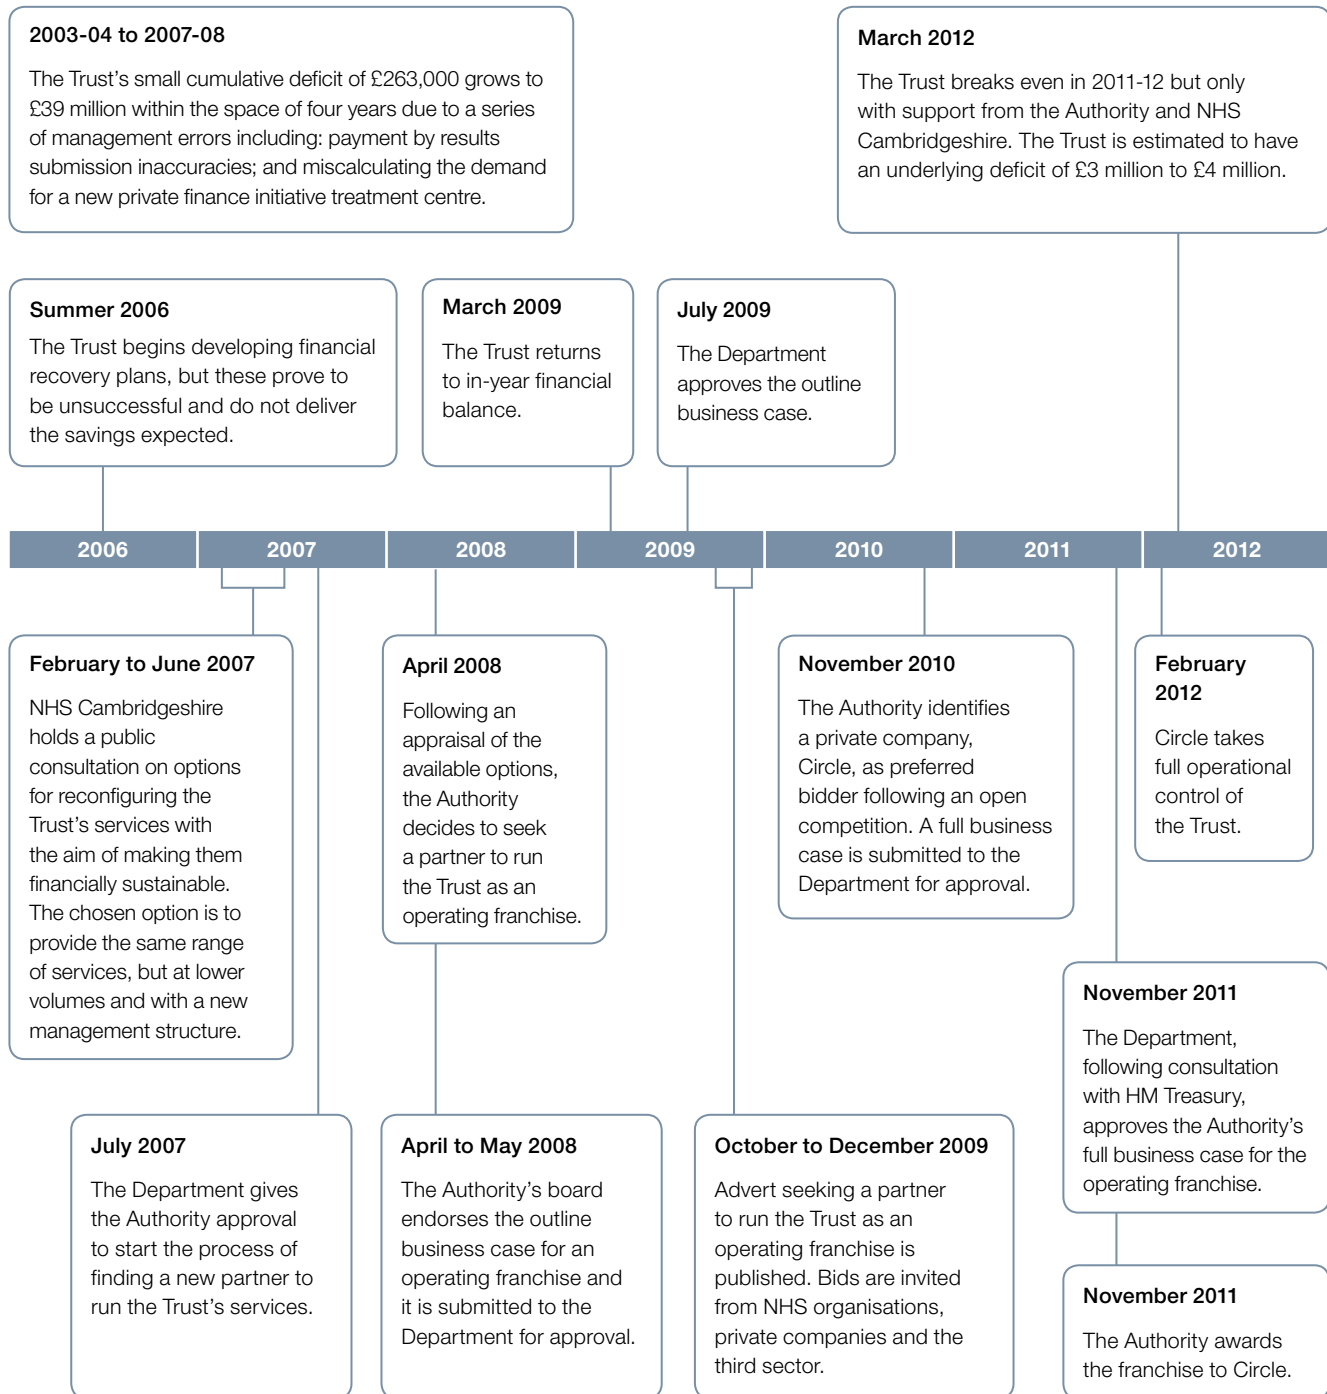 2003-04 to 2007-08
The Trust's small cumulative deficit of £263,000 grows to
£39 million within the space of four years due to a series
of management errors including: payment by results
submission inaccuracies; and miscalculating the demand
for a new private finance initiative treatment centre.
March 2012
The Trust breaks even in 2011-12 but only
with support from the Authority and NHS
Cambridgeshire. The Trust is estimated to have
an underlying deficit of £3 million to £4 million.
Summer 2006
The Trust begins developing financial
recovery plans, but these prove to
be unsuccessful and do not deliver
the savings expected.
March 2009
The Trust returns
to in-year financial
balance.
July 2009
The Department
approves the outline
business case.
2006 2007 2008 2009 2010 2011 2012
February to June 2007
NHS Cambridgeshire
holds a public
consultation on options
for reconfiguring the
Trust's services with
the aim of making them
financially sustainable.
The chosen option is to
provide the same range
of services, but at lower
volumes and with a new
management structure.
April 2008
Following an
appraisal of the
available options,
the Authority
decides to seek
a partner to run
the Trust as an
operating franchise.
November 2010
The Authority identifies
a private company,
Circle, as preferred
bidder following an open
competition. A full business
case is submitted to the
Department for approval.
February
2012
Circle takes
full operational
control of
the Trust.
November 2011
The Department,
following consultation
with HM Treasury,
approves the Authority's
full business case for the
operating franchise.
July 2007
The Department gives
the Authority approval
to start the process of
finding a new partner to
run the Trust's services.
April to May 2008
The Authority's board
endorses the outline
business case for an
operating franchise and
it is submitted to the
Department for approval.
October to December 2009
Advert seeking a partner
to run the Trust as an
operating franchise is
published. Bids are invited
from NHS organisations,
private companies and the
third sector.
November 2011
The Authority awards
the franchise to Circle.